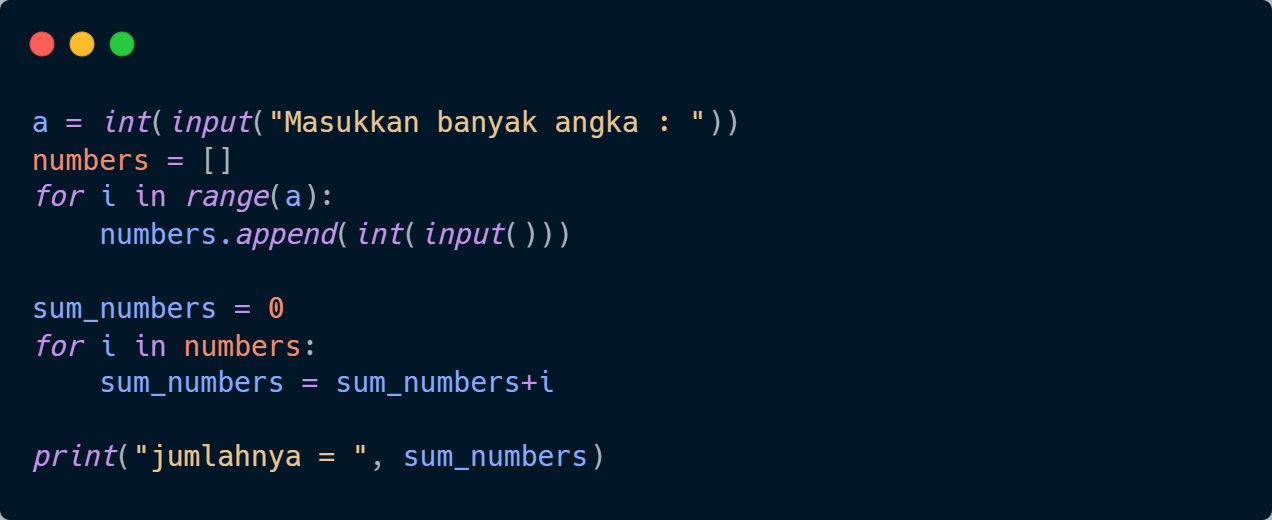 a = int(input("Masukkan banyak angka : "))
numbers = []
for i in range(a):
    numbers.append(int(input()))

sum_numbers = 0
for i in numbers:
    sum_numbers = sum_numbers+i

print("jumlahnya = ", sum_numbers)